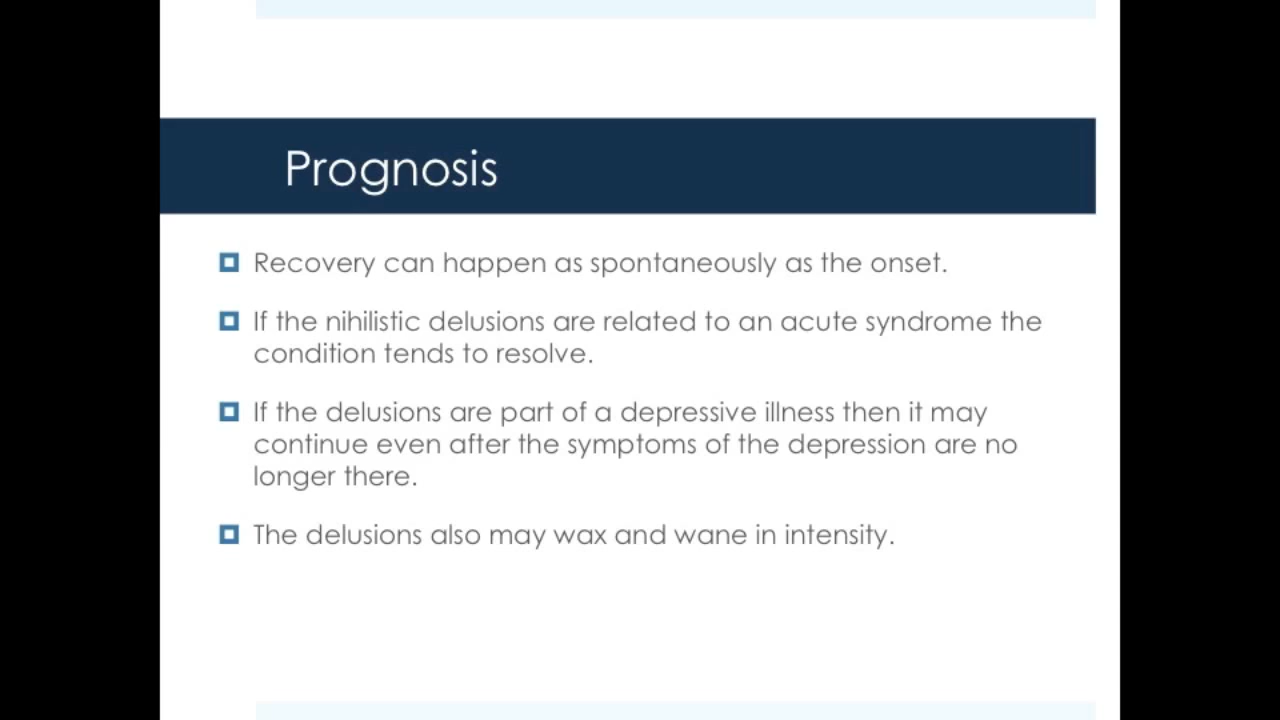 Prognosis
Recovery can happen as spontaneously as the onset.
If the nihilistic delusions are related to an acute syndrome the
condition tends to resolve.
If the delusions are part of a depressive illness then it may
continue even after the symptoms of the depression are no
longer there.
The delusions also may wax and wane in intensity.